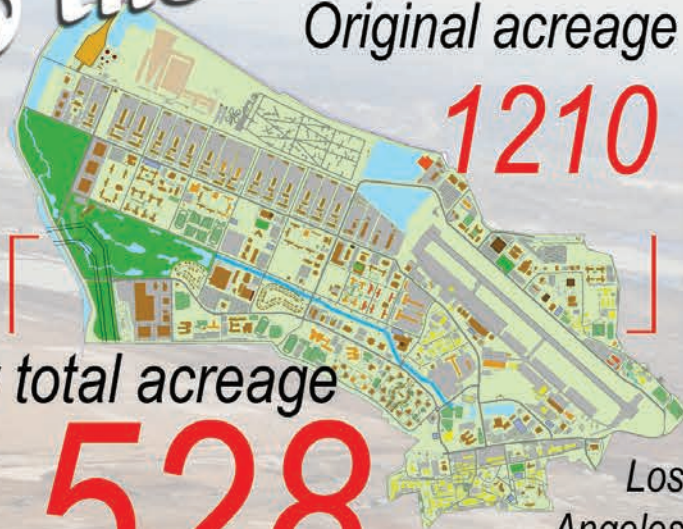 Original acreage
1210
total acreage
528
Los
Angeles